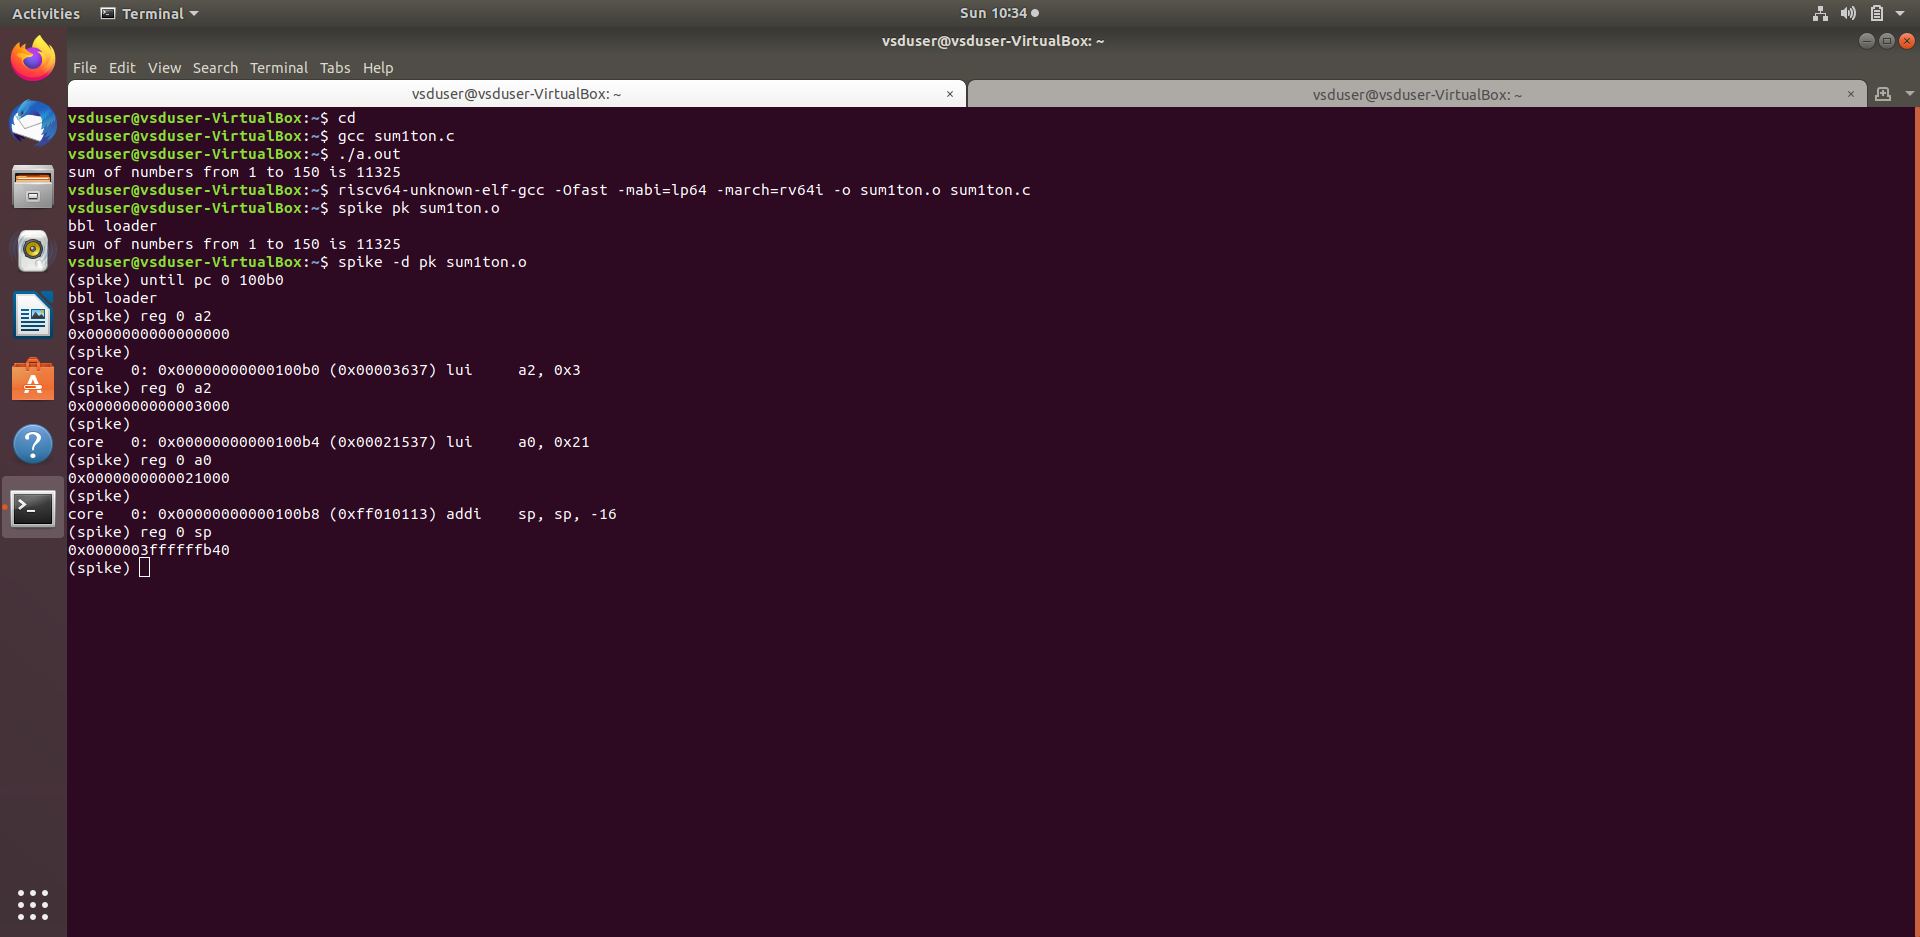 Activities Terminal Sun 10:34
vsduser@vsduser-VirtualBox: ~
File Edit View Search Terminal Tabs Help
vsduser@vsduser-VirtualBox: ~ × vsduser@vsduser-VirtualBox: ~ ×
vsduser@vsduser-VirtualBox:~$ cd
vsduser@vsduser-VirtualBox:~$ gcc sum1ton.c
vsduser@vsduser-VirtualBox:~$ ./a.out
sum of numbers from 1 to 150 is 11325
vsduser@vsduser-VirtualBox:~$ riscv64-unknown-elf-gcc -Ofast -mabi=lp64 -march=rv64i -o sum1ton.o sum1ton.c
vsduser@vsduser-VirtualBox:~$ spike pk sum1ton.o
bbl loader
sum of numbers from 1 to 150 is 11325
vsduser@vsduser-VirtualBox:~$ spike -d pk sum1ton.o
(spike) until pc 0 100b0
bbl loader
(spike) reg 0 a2
0x0000000000000000
(spike)
core   0: 0x00000000000100b0 (0x00003637) lui     a2, 0x3
(spike) reg 0 a2
0x0000000000003000
(spike)
core   0: 0x00000000000100b4 (0x00021537) lui     a0, 0x21
(spike) reg 0 a0
0x0000000000021000
(spike)
core   0: 0x00000000000100b8 (0xff010113) addi    sp, sp, -16
(spike) reg 0 sp
0x0000003ffffffb40
(spike)